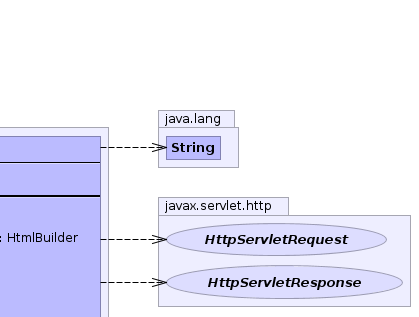 java.lang
String
javax.servlet.http
: HtmlBuilder
HttpServletRequest
HttpServletResponse